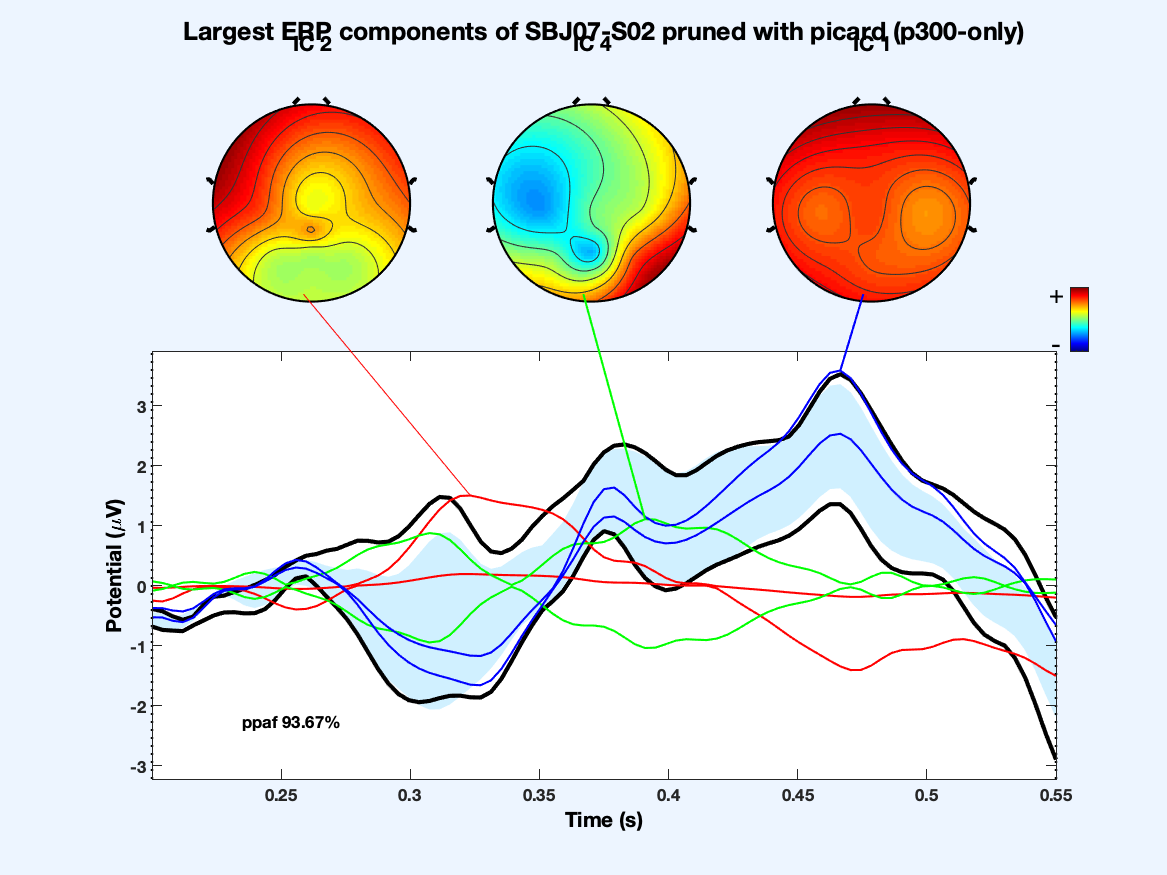 Largest ERP components of SBJ07-S02 pruned with picard (p300-only)
IC 2
IC 4
IC 1
+
-
3
2
1
0
-1
-2
-3
Potential (μV)
ppaf 93.67%
0.25
0.3
0.35
0.4
0.45
0.5
0.55
Time (s)